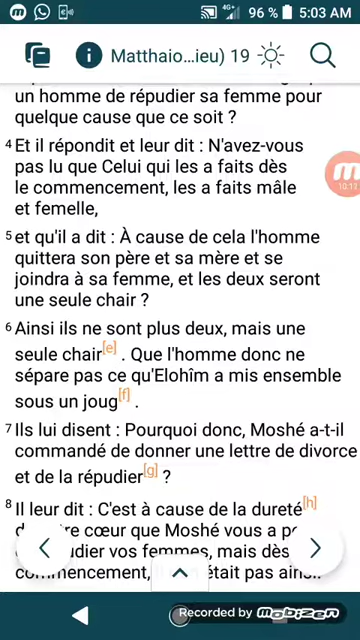 96 % 5:03 AM
Matthaio…ieu) 19
un homme de répudier sa femme pour
quelque cause que ce soit ?
4 Et il répondit et leur dit : N'avez-vous
pas lu que Celui qui les a faits dès
le commencement, les a faits mâle
et femelle,
5 et qu'il a dit : À cause de cela l'homme
quittera son père et sa mère et se
joindra à sa femme, et les deux seront
une seule chair ?
6 Ainsi ils ne sont plus deux, mais une
seule chair[e] . Que l'homme donc ne
sépare pas ce qu'Elohîm a mis ensemble
sous un joug[f] .
7 Ils lui disent : Pourquoi donc, Moshé a-t-il
commandé de donner une lettre de divorce
et de la répudier[g] ?
8 Il leur dit : C'est à cause de la dureté[h]
cœur que Moshé vous a
vos femmes, mais dès
commencement, était pas ainsi.
Recorded by mobizen